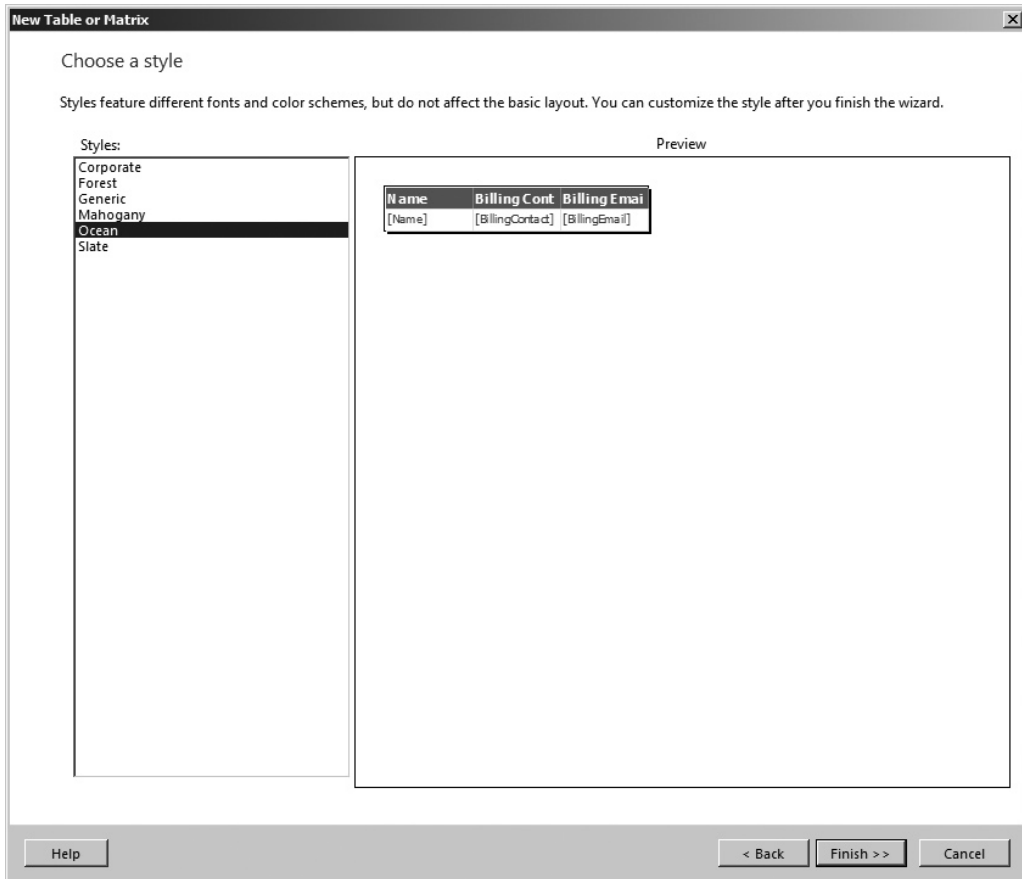 New Table or Matrix
Choose a style
Styles feature different fonts and color schemes, but do not affect the basic layout. You can customize the style after you finish the wizard.
Styles:
Preview
Corporate
Forest
Generic
Mahogany
Ocean
Slate
Name Billing Cont Billing Emai
[Name] [BillingContact] [BillingEmail]
Help < Back Finish >> Cancel